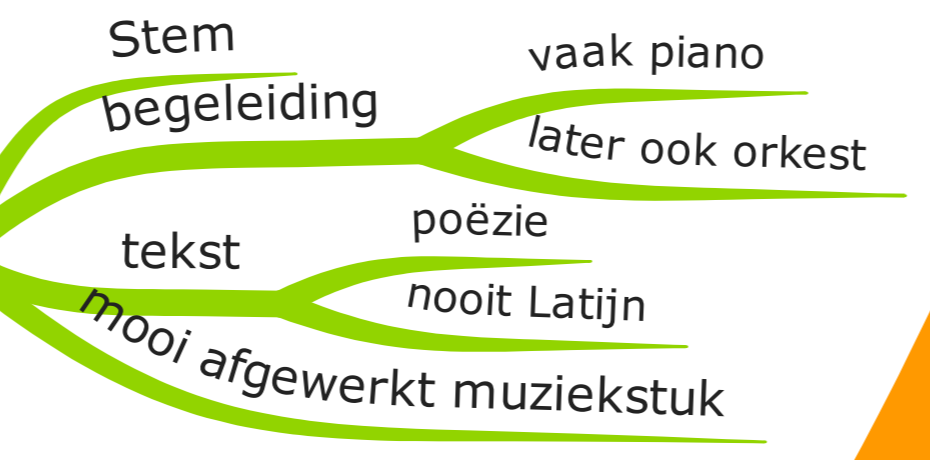 Stem
begeleiding
vaak piano
later ook orkest
tekst
poëzie
nooit Latijn
mooi afgewerkt muziekstuk